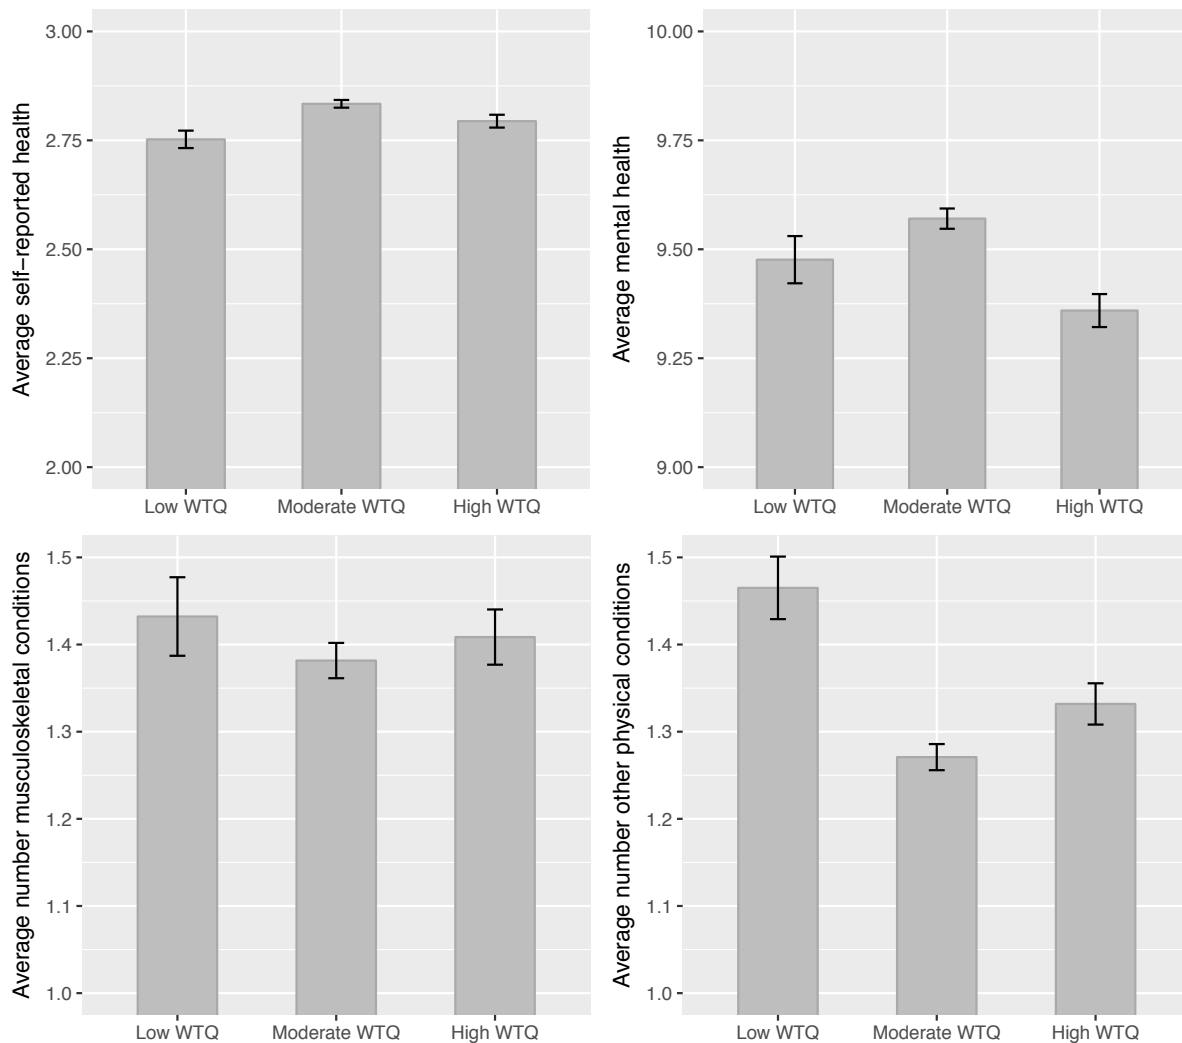 Average self−reported health
3.00
2.75
2.50
2.25
2.00
Low WTQ
Moderate WTQ
High WTQ
Average mental health
10.00
9.75
9.50
9.25
9.00
Low WTQ
Moderate WTQ
High WTQ
Average number musculoskeletal conditions
1.5
1.4
1.3
1.2
1.1
1.0
Low WTQ
Moderate WTQ
High WTQ
Average number other physical conditions
1.5
1.4
1.3
1.2
1.1
1.0
Low WTQ
Moderate WTQ
High WTQ